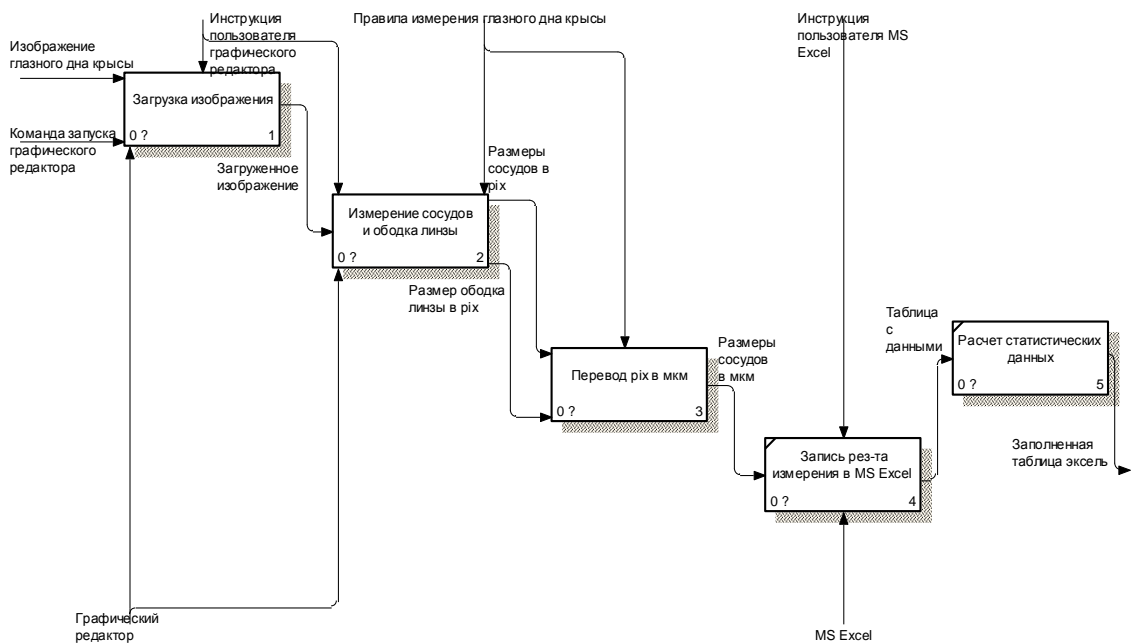 Инструкция
пользователя
графического
редактора
Правила измерения глазного дна крысы
Инструкция
пользователя MS
Excel
Изображение
глазного дна крысы
Загрузка изображения
0 ?
1
Команда запуска
графического
редактора
Загруженное
изображение
Размеры
сосудов в
pix
Измерение сосудов
и ободка линзы
0 ?
2
Размер ободка
линзы в pix
Перевод pix в мкм
0 ?
3
Размеры
сосудов
в мкм
Таблица
с
данными
Расчет статистических
данных
0 ?
5
Запись рез-та
измерения в MS Excel
0 ?
4
Заполненная
таблица эксель
Графический
редактор
MS Excel